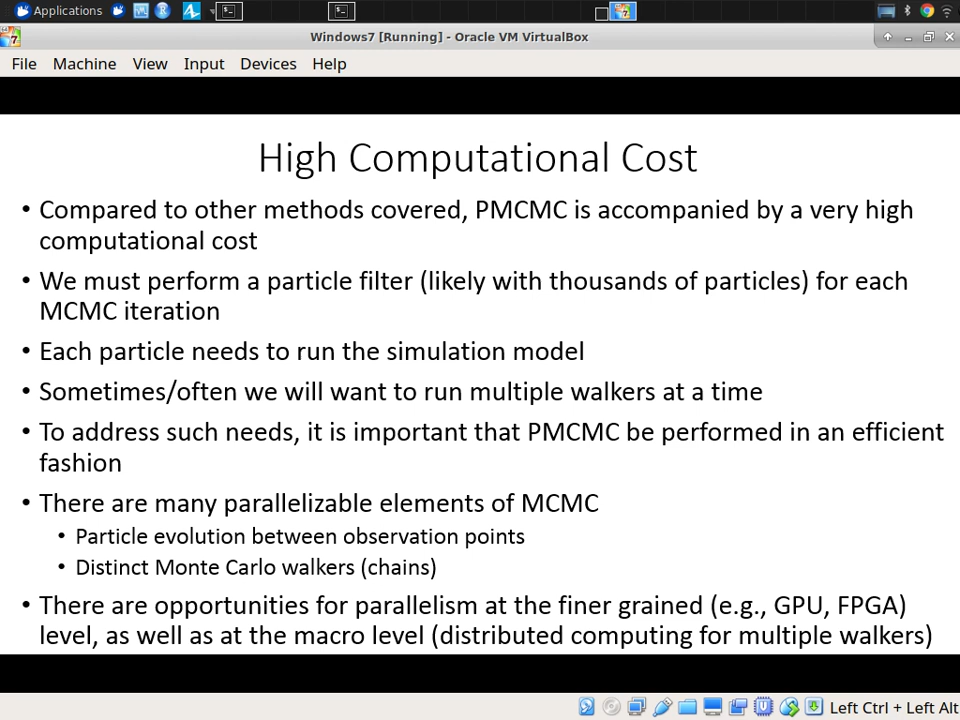 Applications
Windows7 [Running] - Oracle VM VirtualBox
File Machine View Input Devices Help
High Computational Cost
• Compared to other methods covered, PMCMC is accompanied by a very high
computational cost
• We must perform a particle filter (likely with thousands of particles) for each
MCMC iteration
• Each particle needs to run the simulation model
• Sometimes/often we will want to run multiple walkers at a time
• To address such needs, it is important that PMCMC be performed in an efficient
fashion
• There are many parallelizable elements of MCMC
• Particle evolution between observation points
• Distinct Monte Carlo walkers (chains)
• There are opportunities for parallelism at the finer grained (e.g., GPU, FPGA)
level, as well as at the macro level (distributed computing for multiple walkers)
Left Ctrl + Left Alt